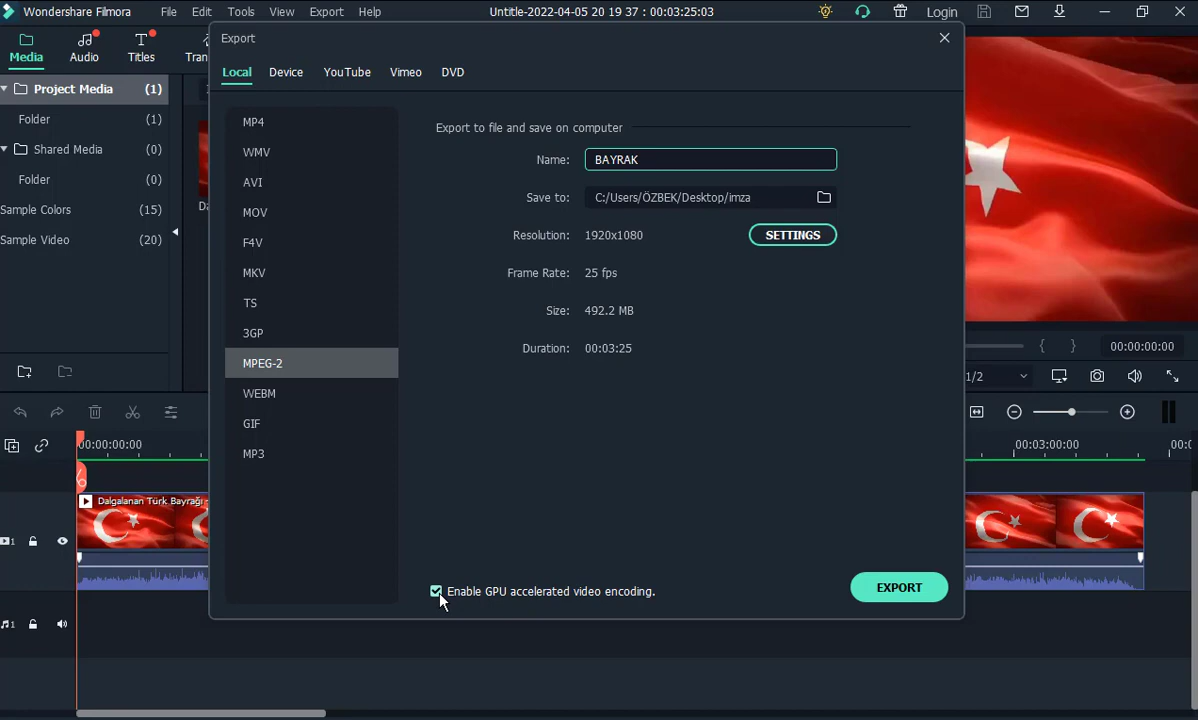 Wondershare Filmora File Edit Tools View Export Help Untitle-2022-04-05 20 19 37 : 00:03:25:03 Login
Media Audio Titles
Export
Local Device YouTube Vimeo DVD
Project Media (1)
Folder (1)
Shared Media (0)
Folder (0)
Sample Colors (15)
Sample Video (20)
MP4
WMV
AVI
MOV
F4V
MKV
TS
3GP
MPEG-2
WEBM
GIF
MP3
Export to file and save on computer
Name: BAYRAK
Save to: C:/Users/ÖZBEK/Desktop/imza
Resolution: 1920x1080 SETTINGS
Frame Rate: 25 fps
Size: 492.2 MB
Duration: 00:03:25
Enable GPU accelerated video encoding.
EXPORT
{ } 00:00:00:00
1/2
00:00:00:00 00:03:00:00
Dalgalanan Türk Bayrağı -
1
1